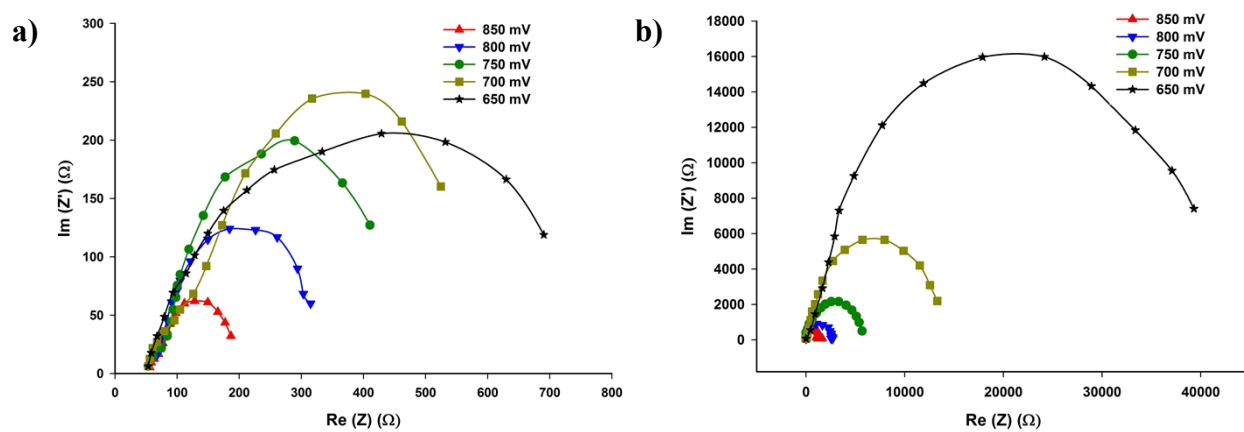 a)
300
250
200
150
100
50
0
Im (Z') (Ω)
0 100 200 300 400 500 600 700 800
Re (Z) (Ω)
850 mV
800 mV
750 mV
700 mV
650 mV
b)
18000
16000
14000
12000
10000
8000
6000
4000
2000
0
Im (Z') (Ω)
0 10000 20000 30000 40000
Re (Z) (Ω)
850 mV
800 mV
750 mV
700 mV
650 mV